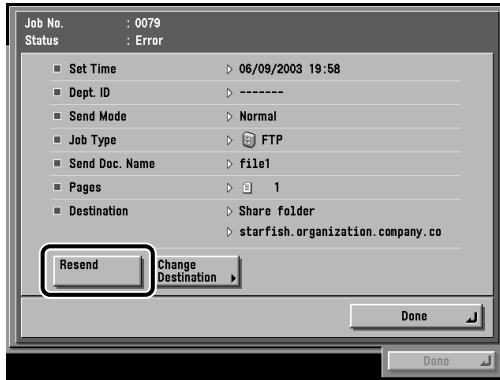 Job No. : 0079
Status : Error
Set Time 06/09/2003 19:58
Dept. ID -------
Send Mode Normal
Job Type FTP
Send Doc. Name file1
Pages 1
Destination Share folder
starfish.organization.company.co
Resend
Change
Destination
Done
Done